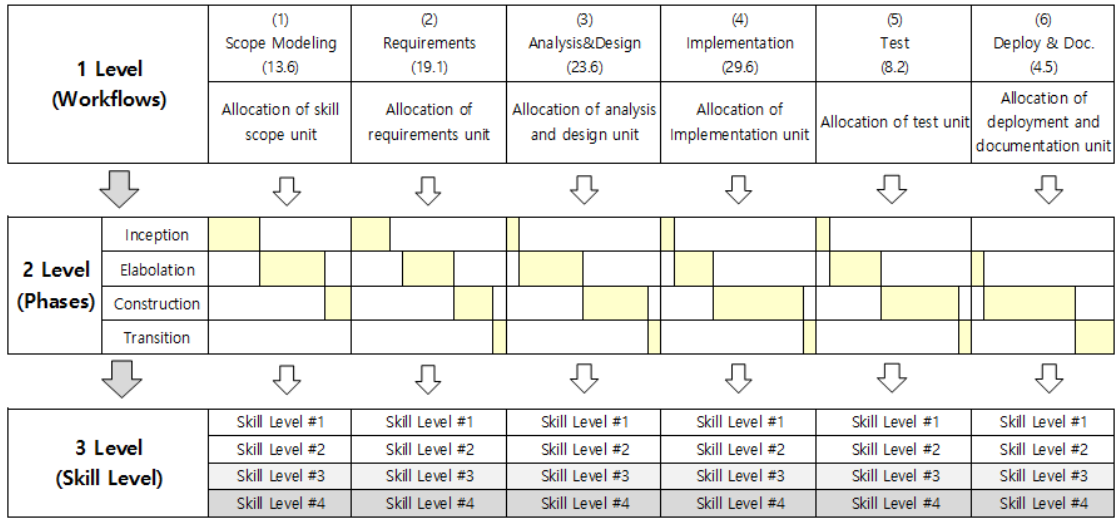 1 Level
(Workflows)
(1)
Scope Modeling
(13.6)
(2)
Requirements
(19.1)
(3)
Analysis&Design
(23.6)
(4)
Implementation
(29.6)
(5)
Test
(8.2)
(6)
Deploy & Doc.
(4.5)
Allocation of skill
scope unit
Allocation of
requirements unit
Allocation of analysis
and design unit
Allocation of
Implementation unit
Allocation of test unit
Allocation of
deployment and
documentation unit
2 Level
(Phases)
Inception
Elabolation
Construction
Transition
3 Level
(Skill Level)
Skill Level #1
Skill Level #1
Skill Level #1
Skill Level #1
Skill Level #1
Skill Level #1
Skill Level #2
Skill Level #2
Skill Level #2
Skill Level #2
Skill Level #2
Skill Level #2
Skill Level #3
Skill Level #3
Skill Level #3
Skill Level #3
Skill Level #3
Skill Level #3
Skill Level #4
Skill Level #4
Skill Level #4
Skill Level #4
Skill Level #4
Skill Level #4